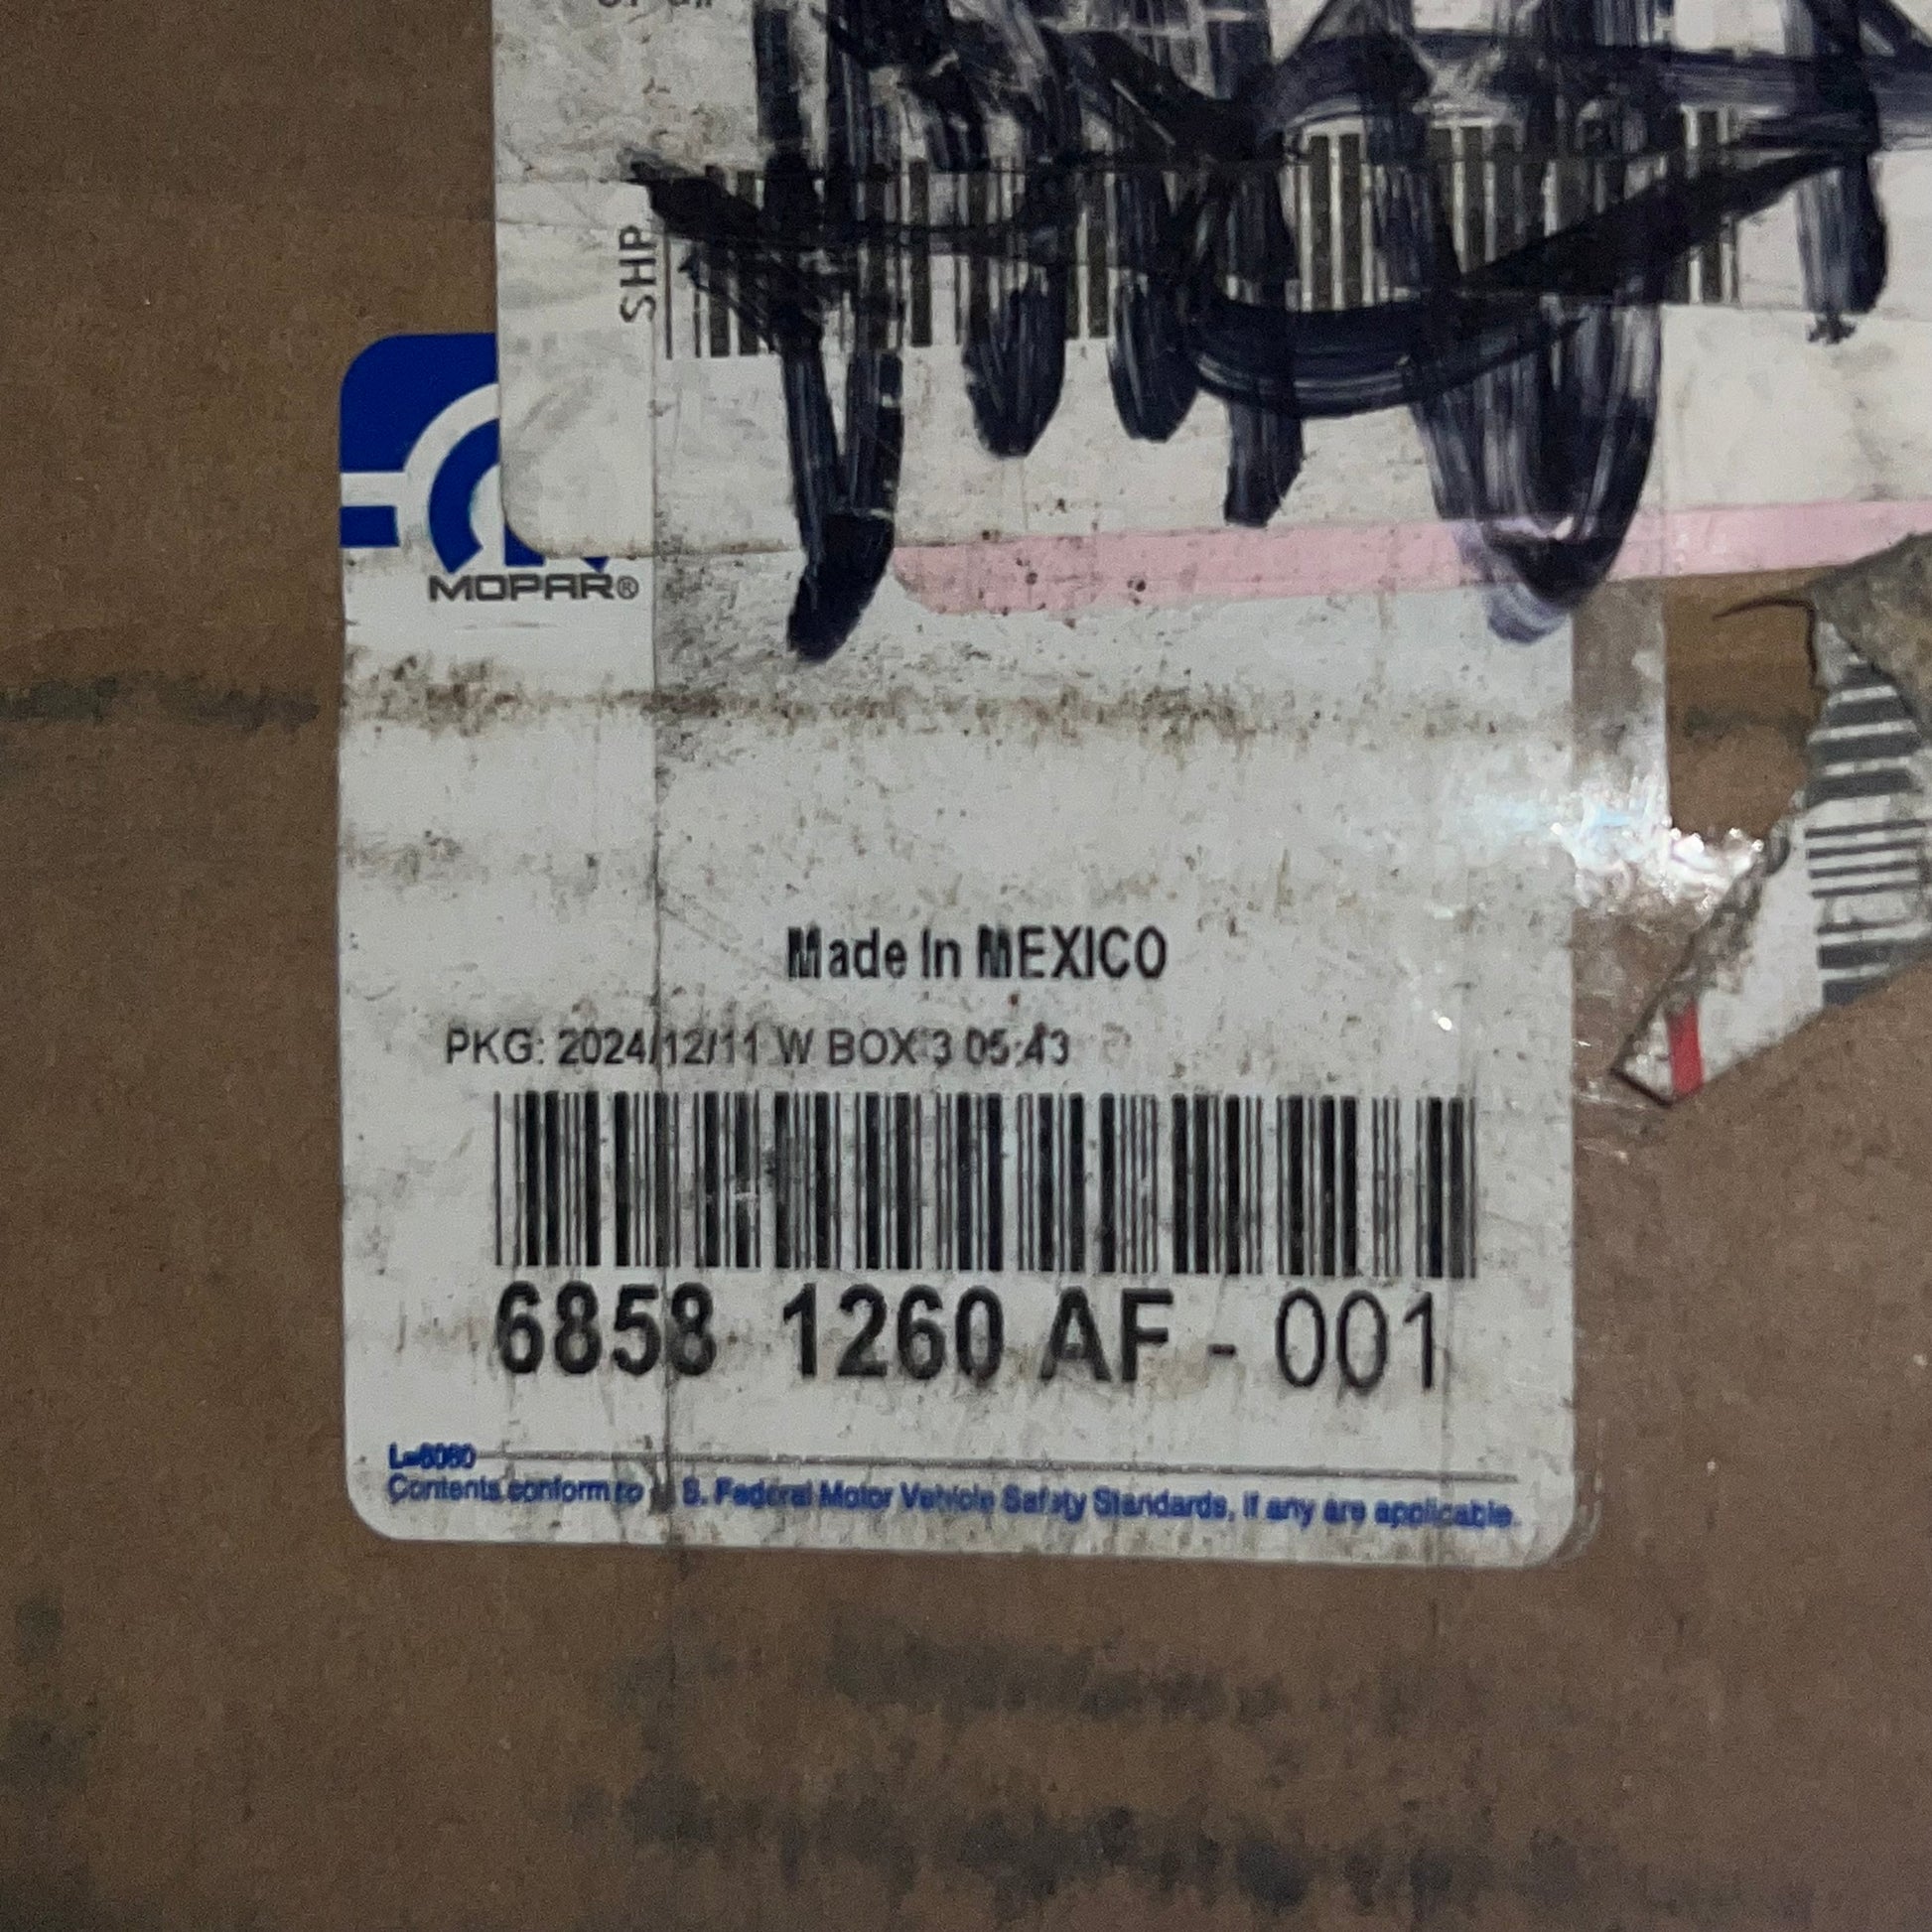 SHIP
MOPAR®
Made In MEXICO
PKG: 2024/12/11 W BOX 3 05:43
6858 1260 AF - 001
L=6060
Contents conform to S. Federal Motor Vehicle Safety Standards, if any are applicable.